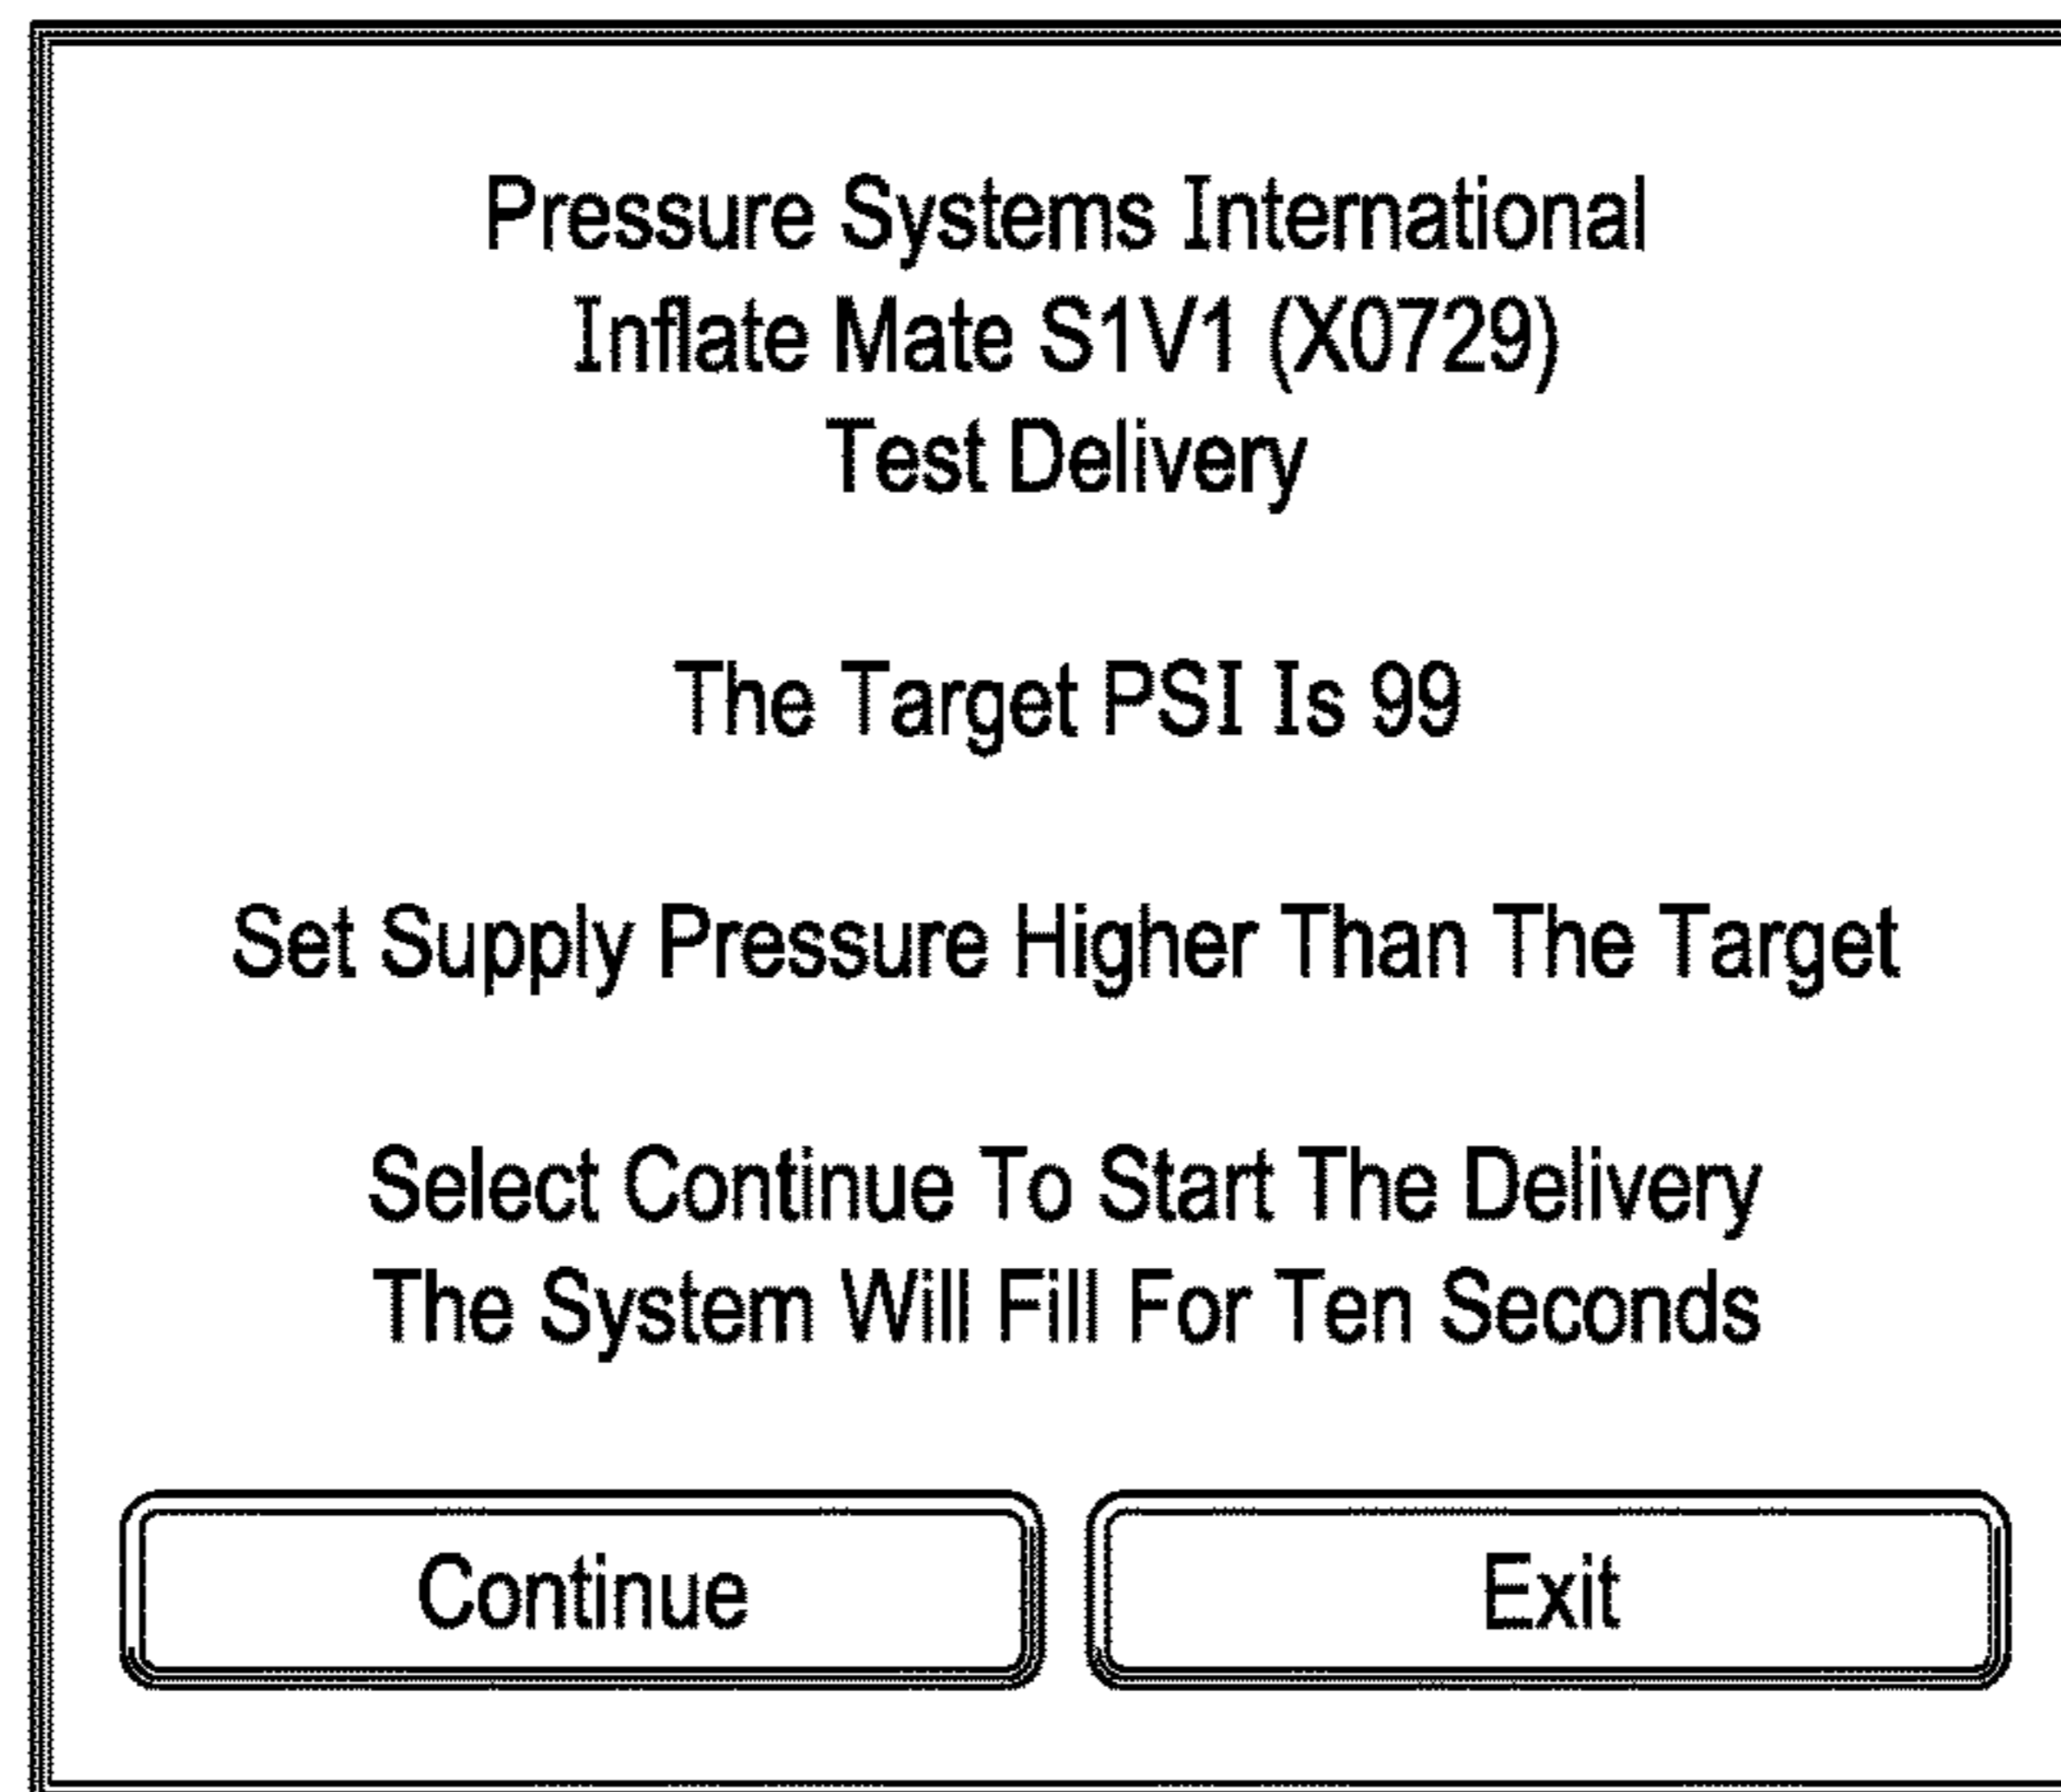 Pressure Systems International
Inflate Mate S1V1 (X0729)
Test Delivery
The Target PSI Is 99
Set Supply Pressure Higher Than The Target
Select Continue To Start The Delivery
The System Will Fill For Ten Seconds
Continue
Exit